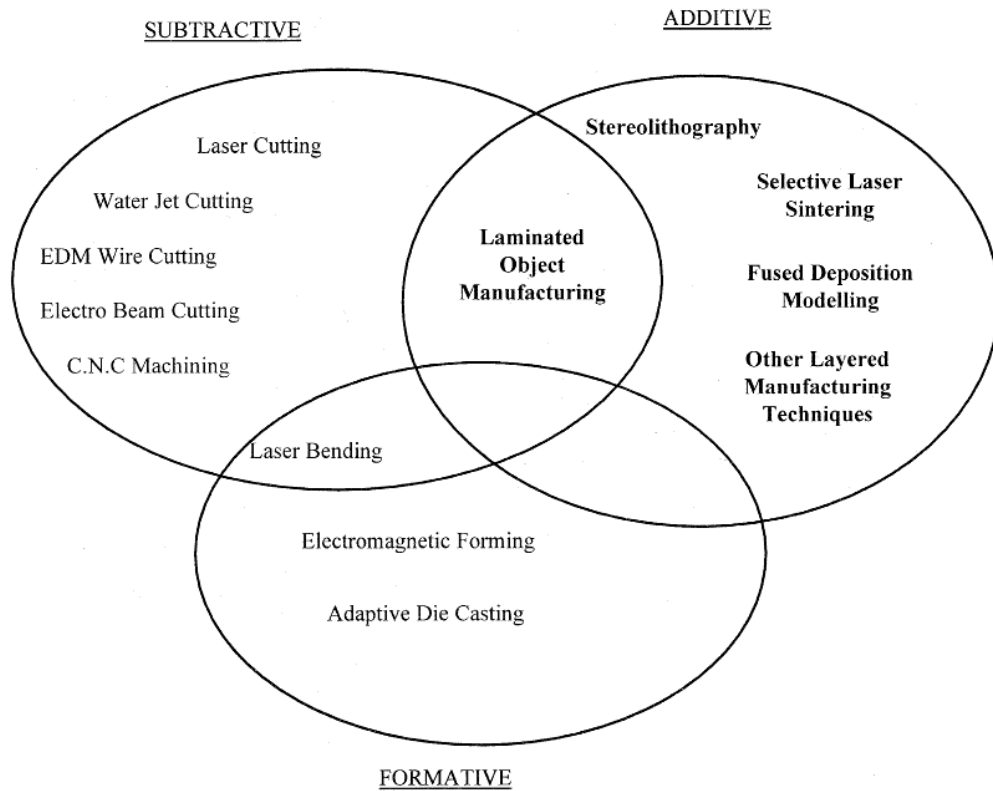 SUBTRACTIVE
ADDITIVE
Laser Cutting
Water Jet Cutting
EDM Wire Cutting
Electro Beam Cutting
C.N.C Machining
Laminated
Object
Manufacturing
Stereolithography
Selective Laser
Sintering
Fused Deposition
Modelling
Other Layered
Manufacturing
Techniques
Laser Bending
Electromagnetic Forming
Adaptive Die Casting
FORMATIVE